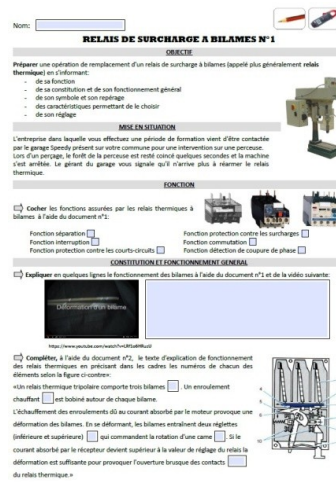 Nom:
RELAIS DE SURCHARGE A BILAMES N°1
OBJECTIF
Préparer une opération de remplacement d'un relais de surcharge à bilames (appelé plus généralement relais
thermique) en s'informant:
- de sa fonction
- de sa constitution et de son fonctionnement général
- de son symbole et son repérage
- des caractéristiques permettant de le choisir
- de son réglage
MISE EN SITUATION
L'entreprise dans laquelle vous effectuez une période de formation vient d'être contactée
par le garage Speedy présent sur votre commune pour une intervention sur une perceuse.
Lors d'un perçage, le forêt de la perceuse est resté coincé quelques secondes et la machine
s'est arrêtée. Le gérant du garage vous signale qu'il n'arrive plus à réarmer le relais
thermique.
FONCTION
Cocher les fonctions assurées par les relais thermiques à
bilames à l'aide du document n°1:
Fonction séparation
Fonction protection contre les surcharges
Fonction interruption
Fonction commutation
Fonction protection contre les courts-circuits
Fonction détection de coupure de phase
CONSTITUTION ET FONCTIONNEMENT GENERAL
Expliquer en quelques lignes le fonctionnement des bilames à l'aide du document n°1 et de la vidéo suivante:
Déformation d'un bilame
Compléter, à l'aide du document n°2, le texte d'explication de fonctionnement
des relais thermiques en précisant dans les cadres les numéros de chacun des
éléments selon la figure ci-contre:
«Un relais thermique tripolaire comporte trois bilames . Un enroulement
chauffant est bobiné autour de chaque bilame.
L'échauffement des enroulements dû au courant absorbé par le moteur provoque une
déformation des bilames. En se déformant, les bilames entraînent deux réglettes
(inférieure et supérieure) qui commandent la rotation d'une came . Si le
courant absorbé par le récepteur devient supérieur à la valeur de réglage du relais la
déformation est suffisante pour provoquer l'ouverture brusque des contacts
du relais thermique.»